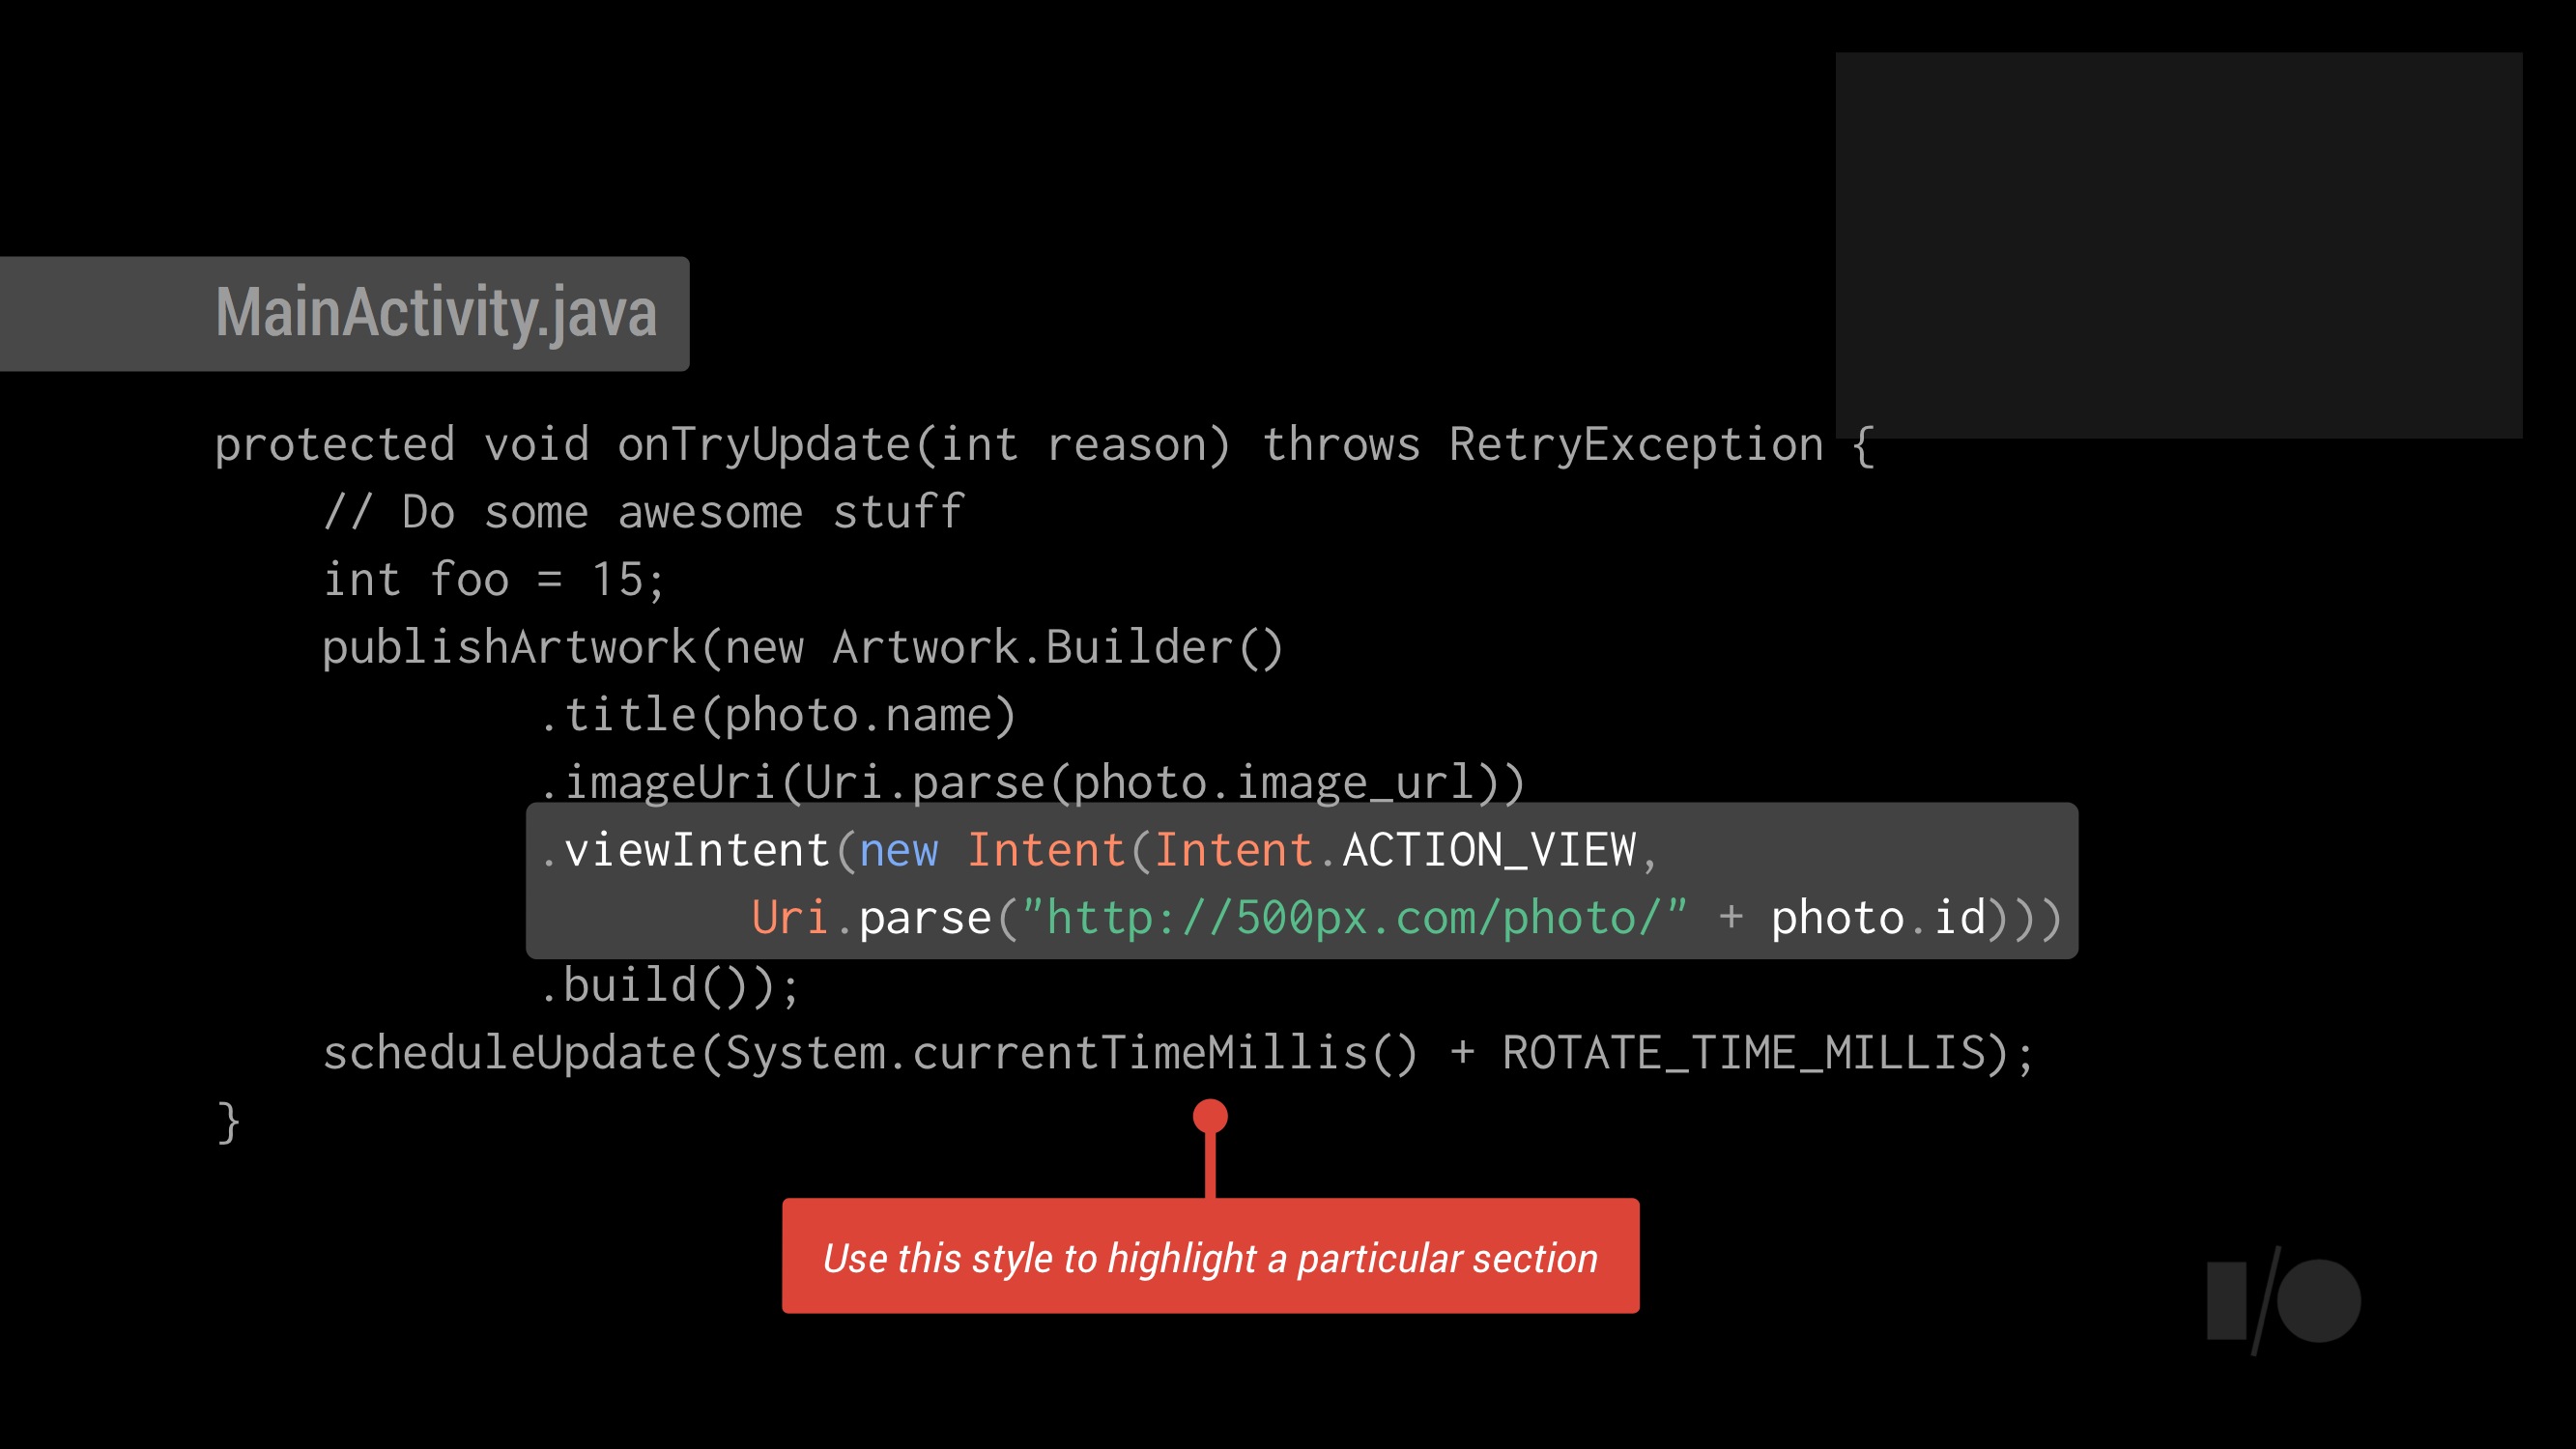 MainActivity.java
protected void onTryUpdate(int reason) throws RetryException {
    // Do some awesome stuff
    int foo = 15;
    publishArtwork(new Artwork.Builder()
            .title(photo.name)
            .imageUri(Uri.parse(photo.image_url))
            .viewIntent(new Intent(Intent.ACTION_VIEW,
                    Uri.parse("http://500px.com/photo/" + photo.id)))
            .build());
    scheduleUpdate(System.currentTimeMillis() + ROTATE_TIME_MILLIS);
}
Use this style to highlight a particular section
I/O